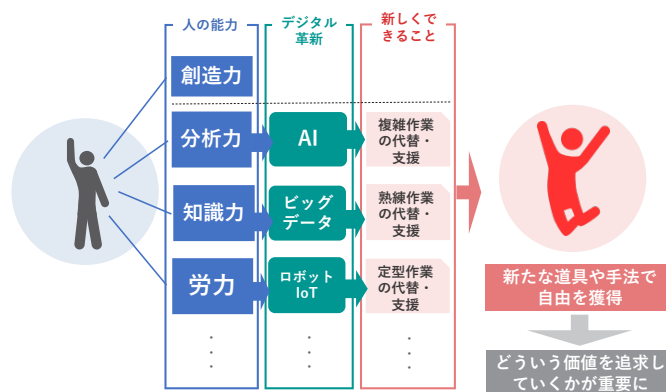 人の能力
デジタル
革新
新しくで
きること
創造力
分析力
AI
複雑作業
の代替・
支援
知識力
ビッグ
データ
熟練作業
の代替・
支援
労力
ロボット
IoT
定型作業
の代替・
支援
・
・
・
・
・
・
・
・
・
新たな道具や手法で
自由を獲得
どういう価値を追求し
ていくかが重要に